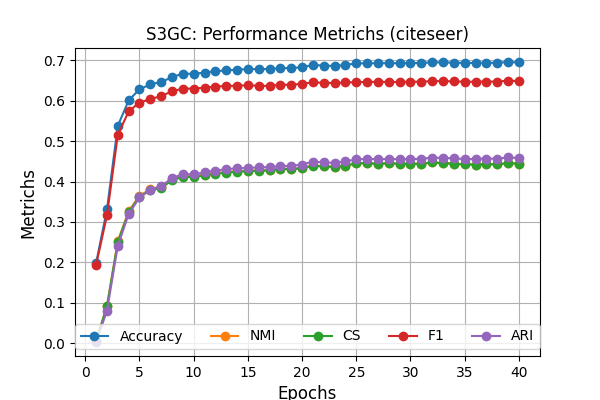 S3GC: Performance Metrichs (citeseer)
Metrichs
0.7
0.6
0.5
0.4
0.3
0.2
0.1
0.0
Accuracy NMI CS F1 ARI
0 5 10 15 20 25 30 35 40
Epochs